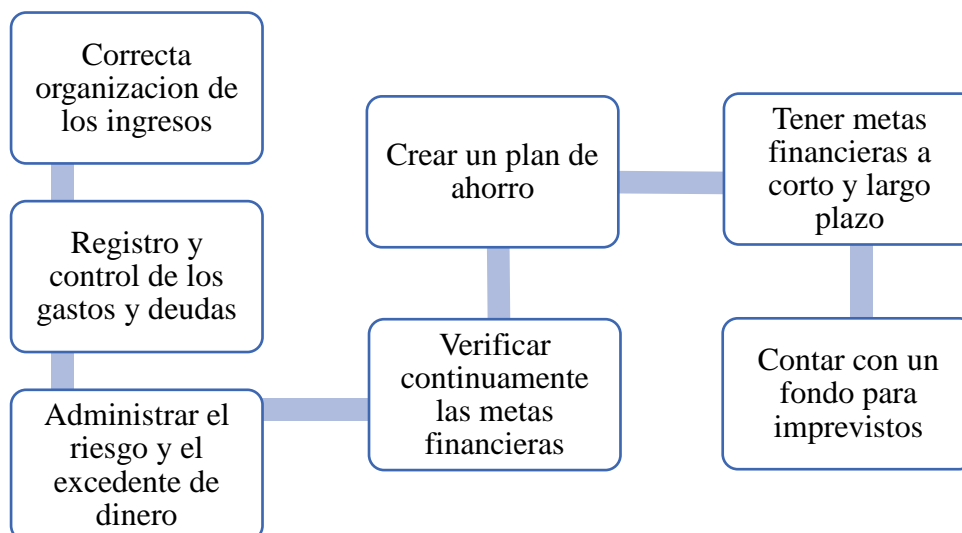 Correcta
organizacion de
los ingresos
Registro y
control de los
gastos y deudas
Administrar el
riesgo y el
excedente de
dinero
Verificar
continuamente
las metas
financieras
Crear un plan de
ahorro
Tener metas
financieras a
corto y largo
plazo
Contar con un
fondo para
imprevistos